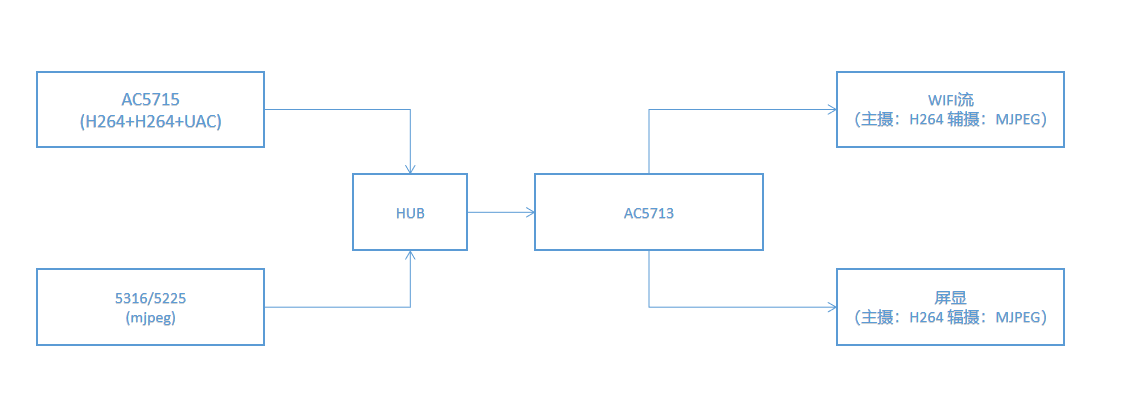 AC5715
(H264+H264+UAC)
WIFI流
（主摄：H264 辅摄：MJPEG）
HUB
AC5713
5316/5225
(mjpeg)
屏显
（主摄：H264 辐摄：MJPEG）